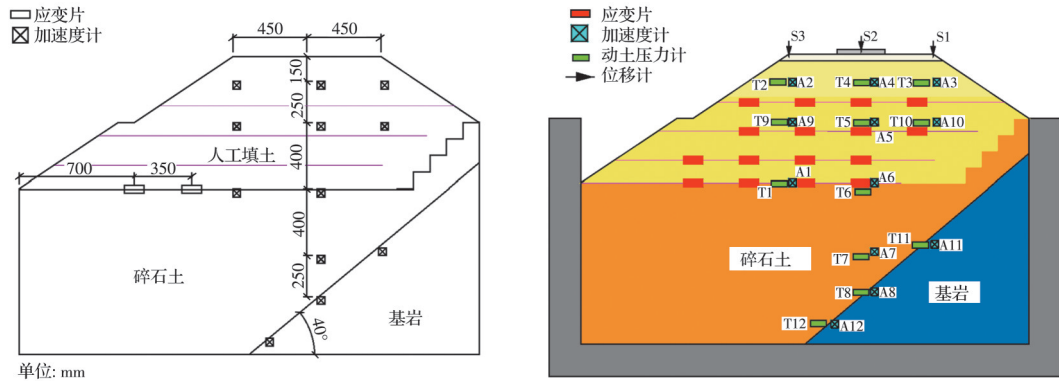 应变片
加速度计
450
450
150
250
人工填土
400
700
350
400
250
碎石土
基岩
40°
单位: mm
应变片
加速度计
动土压力计
位移计
S3
S2
S1
T2
A2
T4
A4
T3
A3
T9
A9
T5
T10
A10
A5
A1
A6
T1
T6
碎石土
T11
A11
T7
A7
基岩
T8
A8
T12
A12